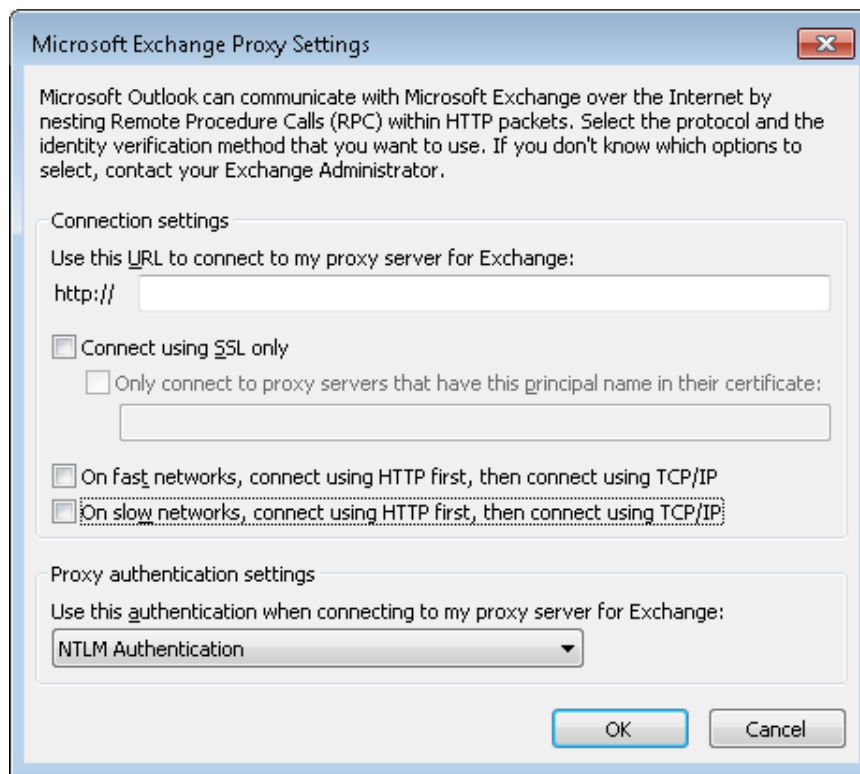 Microsoft Exchange Proxy Settings
Microsoft Outlook can communicate with Microsoft Exchange over the Internet by
nesting Remote Procedure Calls (RPC) within HTTP packets. Select the protocol and the
identity verification method that you want to use. If you don't know which options to
select, contact your Exchange Administrator.
Connection settings
Use this URL to connect to my proxy server for Exchange:
http://
Connect using SSL only
Only connect to proxy servers that have this principal name in their certificate:
On fast networks, connect using HTTP first, then connect using TCP/IP
On slow networks, connect using HTTP first, then connect using TCP/IP
Proxy authentication settings
Use this authentication when connecting to my proxy server for Exchange:
NTLM Authentication
OK Cancel